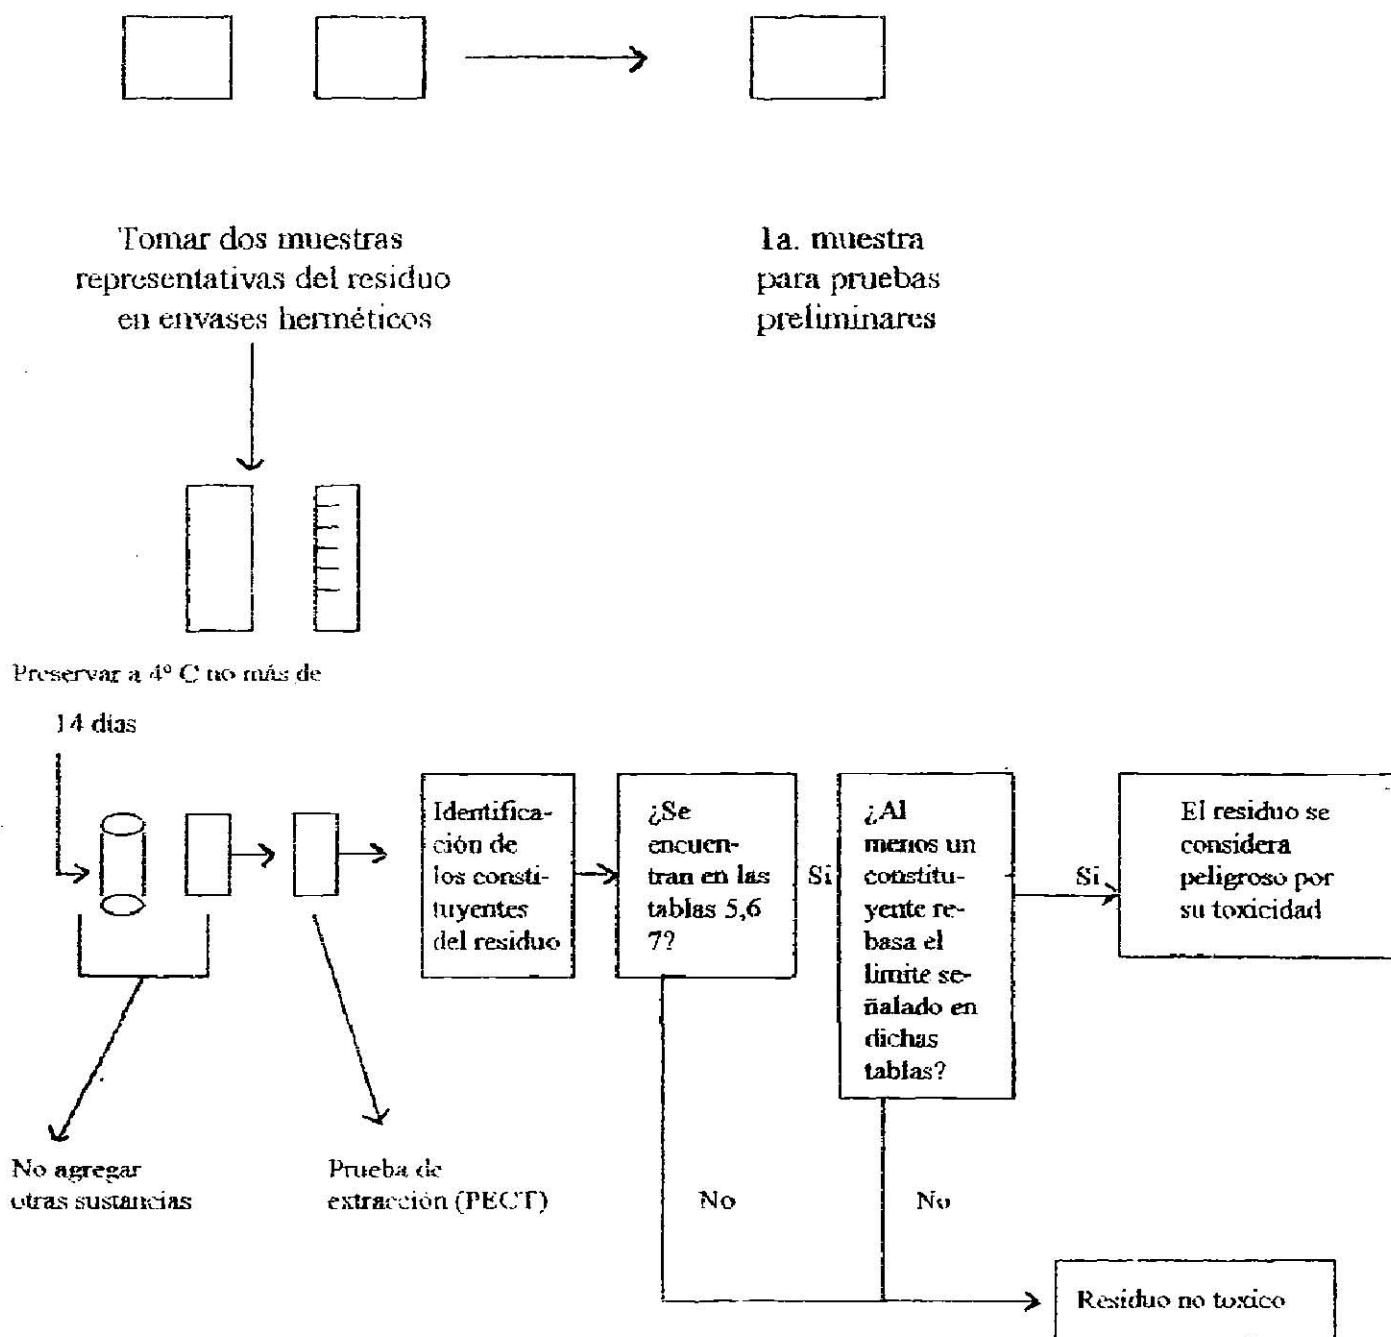 Tomar dos muestras
representativas del residuo
en envases herméticos
1a. muestra
para pruebas
preliminares
Preservar a 4º C no más de
14 días
Identifica-
ción de
los consti-
tuyentes
del residuo
¿Se
encuen-
tran en las
tablas 5,6
7?
Si
¿Al
menos un
constitu-
yente re-
basa el
limite se-
ñalado en
dichas
tablas?
Si
El residuo se
considera
peligroso por
su toxicidad
No agregar
otras sustancias
Prueba de
extracción (PECT)
No
No
Residuo no toxico